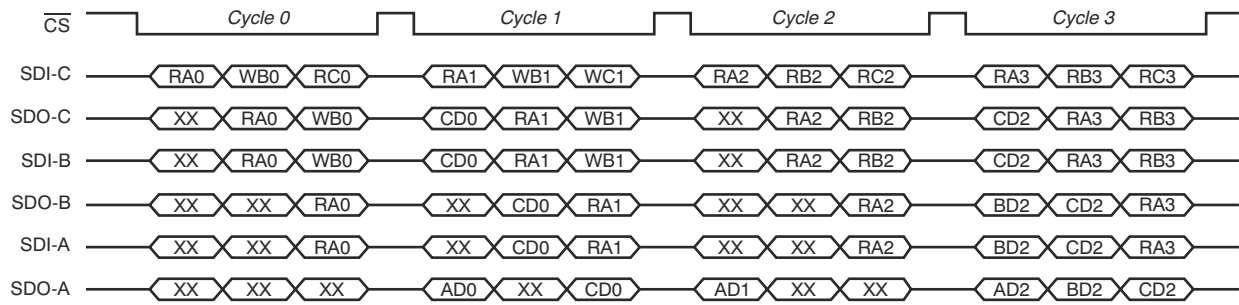 CS Cycle 0 Cycle 1 Cycle 2 Cycle 3
SDI-C RA0 WB0 RC0 RA1 WB1 WC1 RA2 RB2 RC2 RA3 RB3 RC3
SDO-C XX RA0 WB0 CD0 RA1 WB1 XX RA2 RB2 CD2 RA3 RB3
SDI-B XX RA0 WB0 CD0 RA1 WB1 XX RA2 RB2 CD2 RA3 RB3
SDO-B XX XX RA0 XX CD0 RA1 XX XX RA2 BD2 CD2 RA3
SDI-A XX XX RA0 XX CD0 RA1 XX XX RA2 BD2 CD2 RA3
SDO-A XX XX XX AD0 XX CD0 AD1 XX XX AD2 BD2 CD2